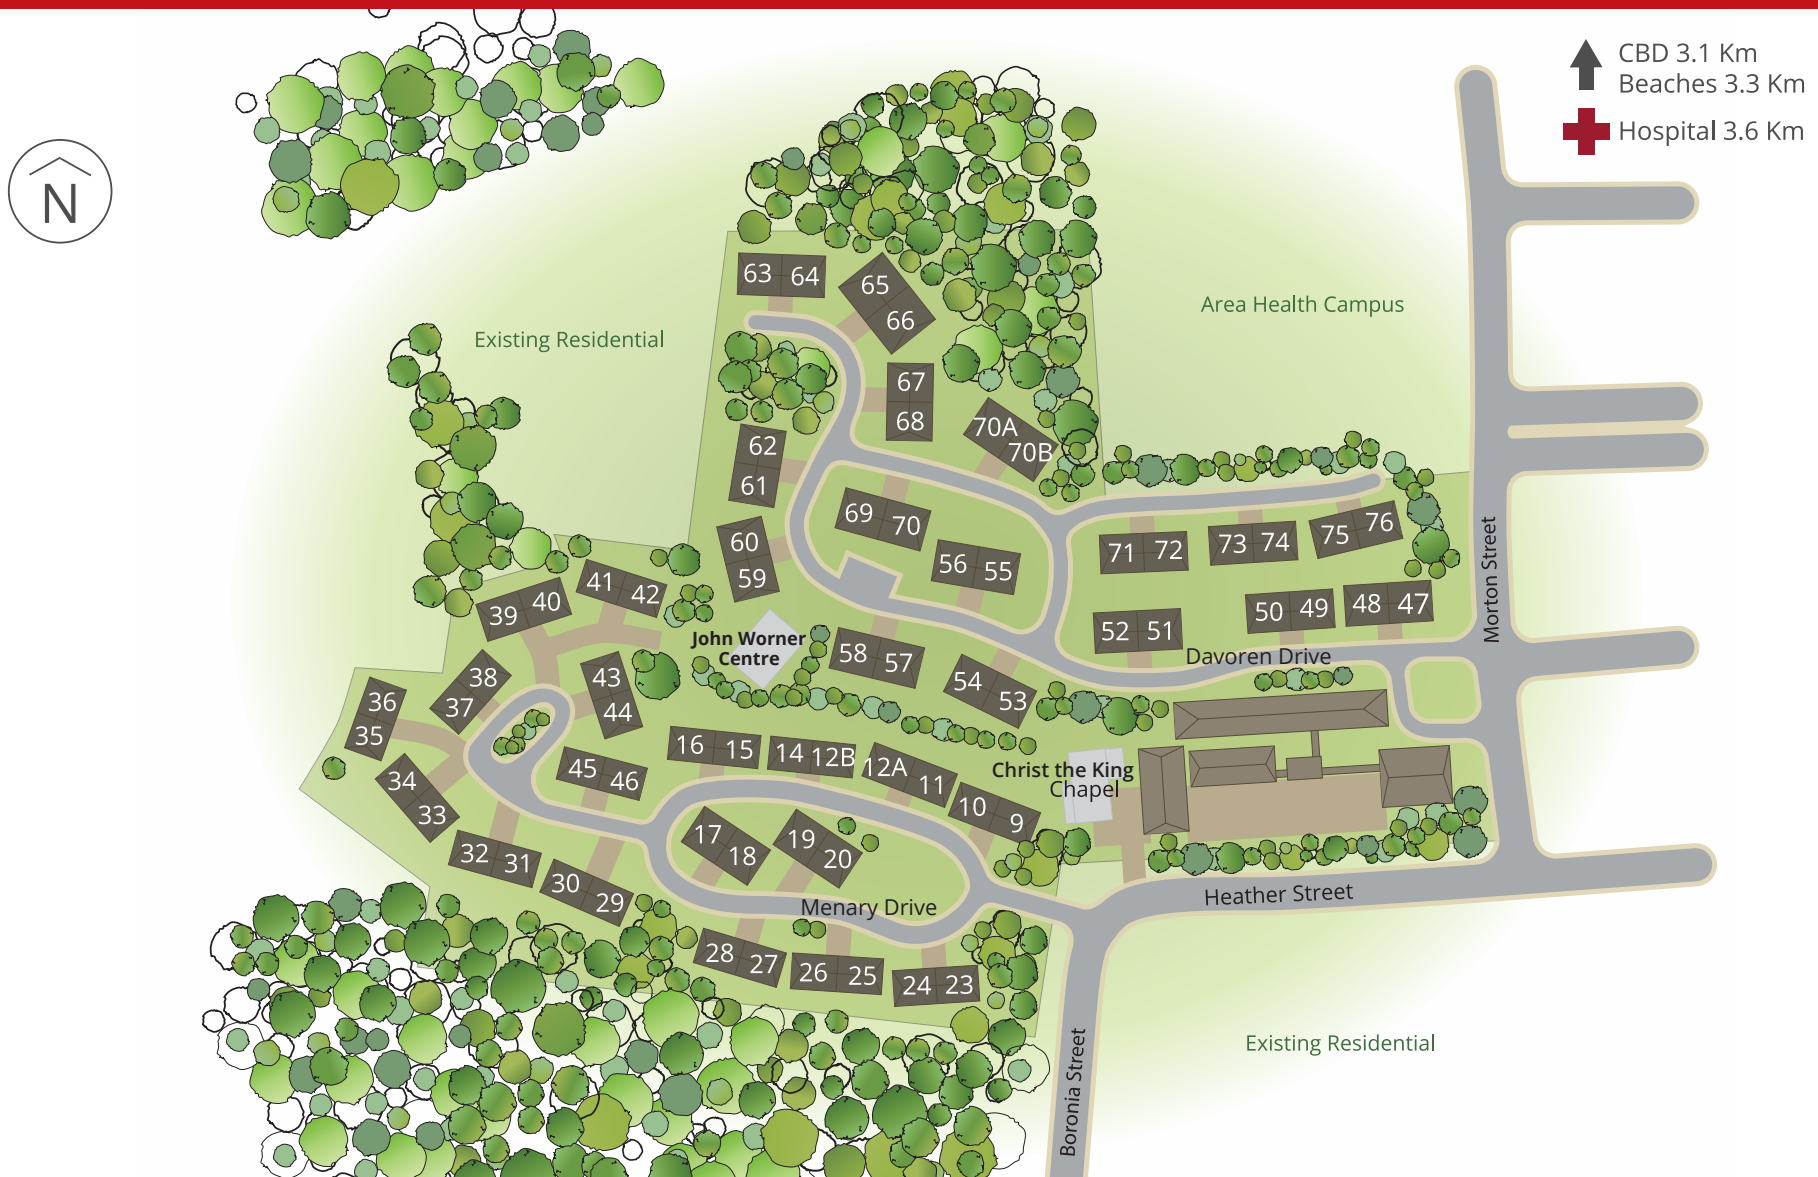 CBD 3.1 Km
Beaches 3.3 Km
Hospital 3.6 Km
N
63 64
65
66
Existing Residential
Area Health Campus
67
68
70A
70B
62
61
69 70
60
59
56 55
71 72
73 74
75 76
Morton Street
41 42
39 40
52 51
50 49
48 47
Davoren Drive
John Worner
Centre
58 57
54 53
38
37
43
44
36
35
34
33
45 46
16 15
14 12B
12A 11
10 9
Christ the King
Chapel
17
18
19
20
32 31
30 29
Menary Drive
Heather Street
28 27
26 25
24 23
Existing Residential
Boronia Street